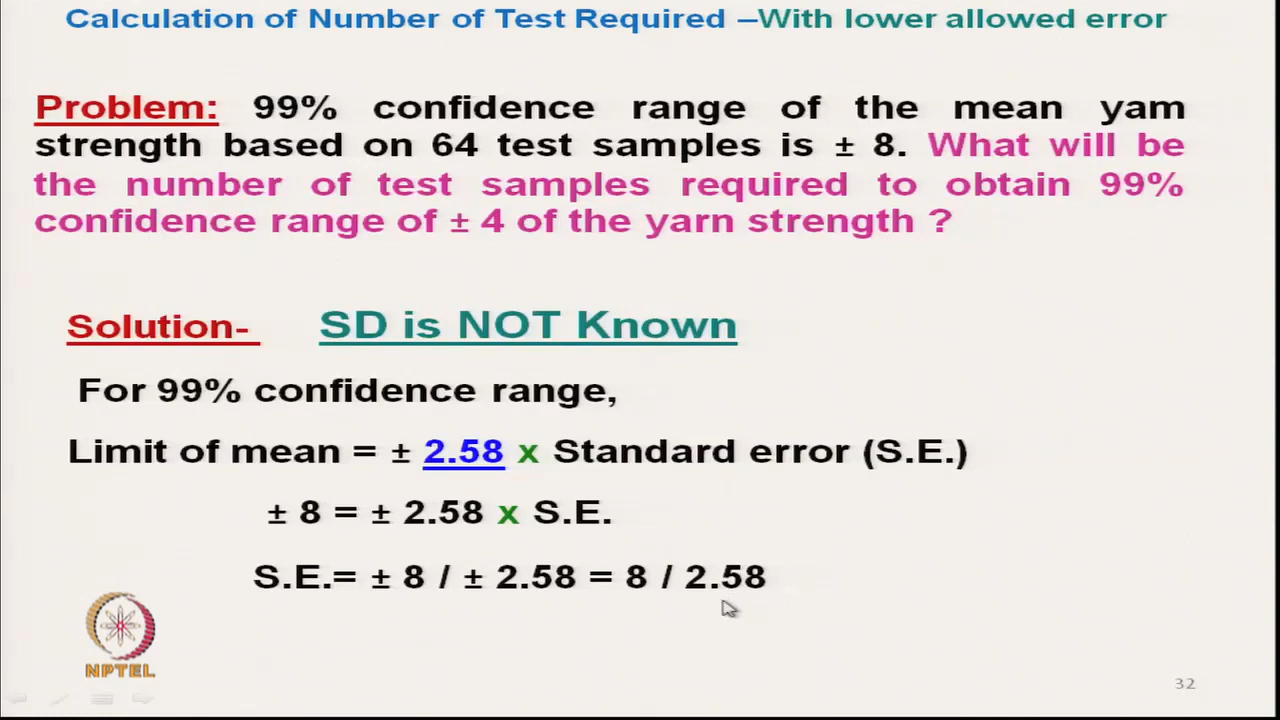 Calculation of Number of Test Required –With lower allowed error
Problem: 99% confidence range of the mean yam
strength based on 64 test samples is ± 8. What will be
the number of test samples required to obtain 99%
confidence range of ± 4 of the yarn strength ?
Solution- SD is NOT Known
For 99% confidence range,
Limit of mean = ± 2.58 x Standard error (S.E.)
± 8 = ± 2.58 x S.E.
S.E.= ± 8 / ± 2.58 = 8 / 2.58
NPTEL
32